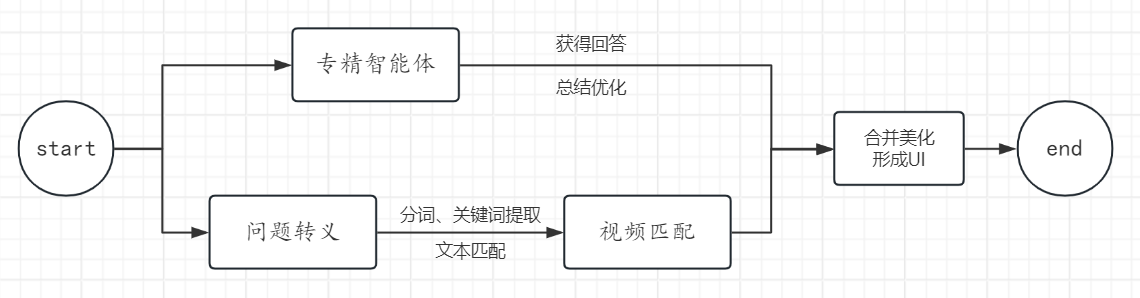 专精智能体
获得回答
总结优化
start
合并美化
形成UI
end
问题转义
分词、关键词提取
文本匹配
视频匹配